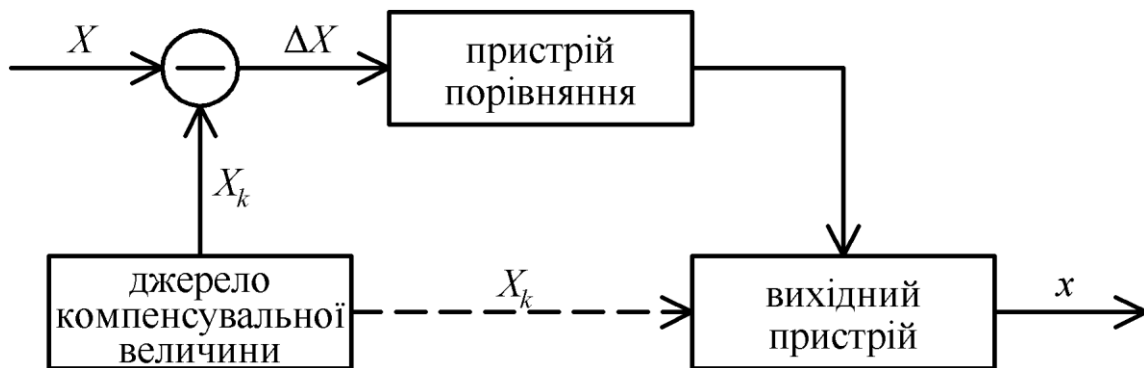 X
ΔX
пристрій
порівняння
X_k
джерело
компенсувальної
величини
X_k
вихідний
пристрій
x